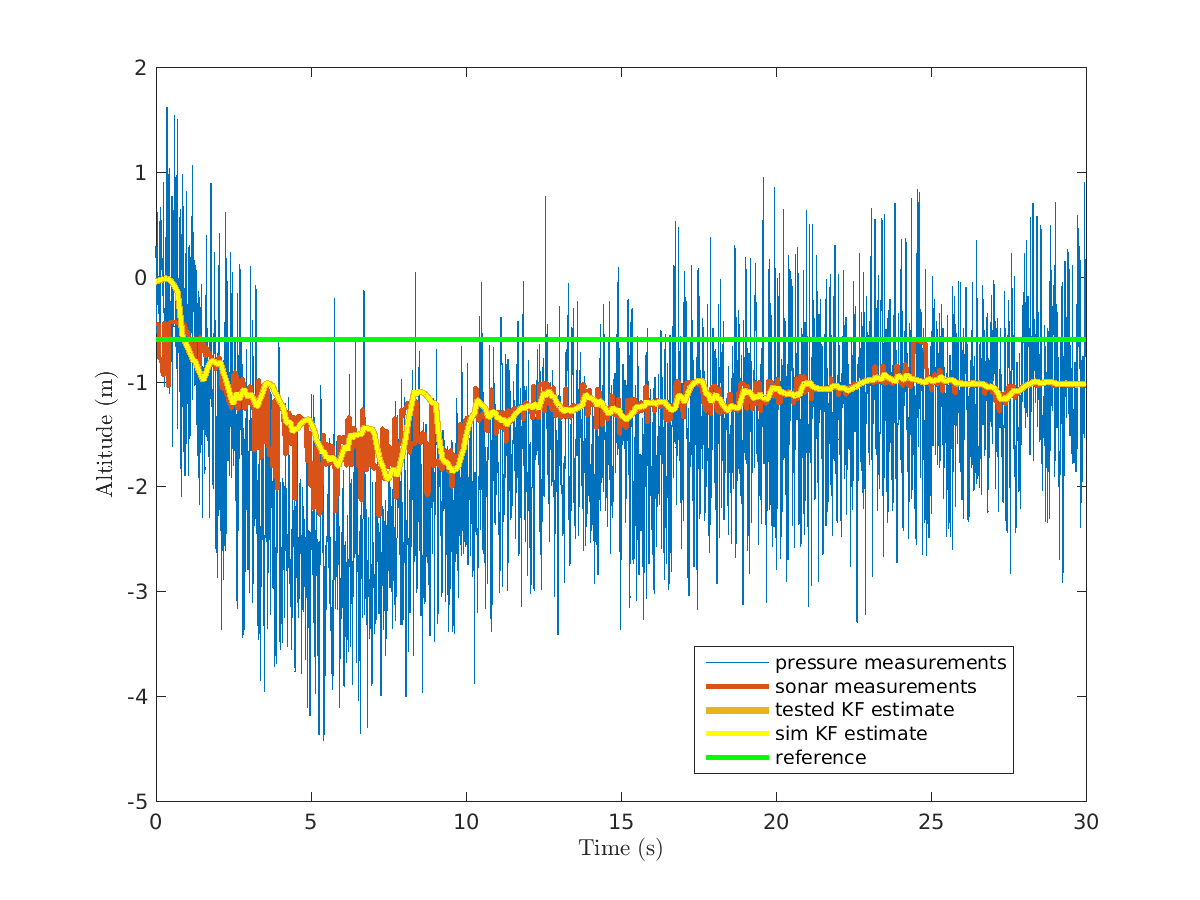 2
1
0
-1
-2
-3
-4
-5
Altitude (m)
0 5 10 15 20 25 30
Time (s)
pressure measurements
sonar measurements
tested KF estimate
sim KF estimate
reference